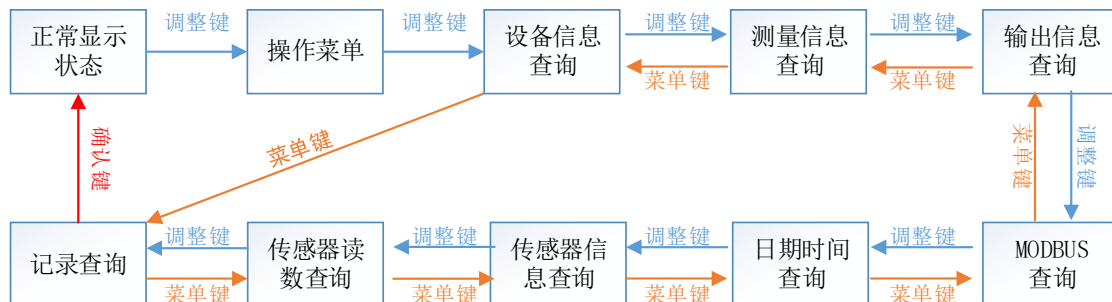 正常显示
状态
调整键
操作菜单
调整键
设备信息
查询
调整键
菜单键
测量信息
查询
调整键
菜单键
输出信息
查询
确认键
菜单键
菜单键
调整键
记录查询
调整键
菜单键
传感器读
数查询
调整键
菜单键
传感器信
息查询
调整键
菜单键
日期时间
查询
调整键
菜单键
MODBUS
查询